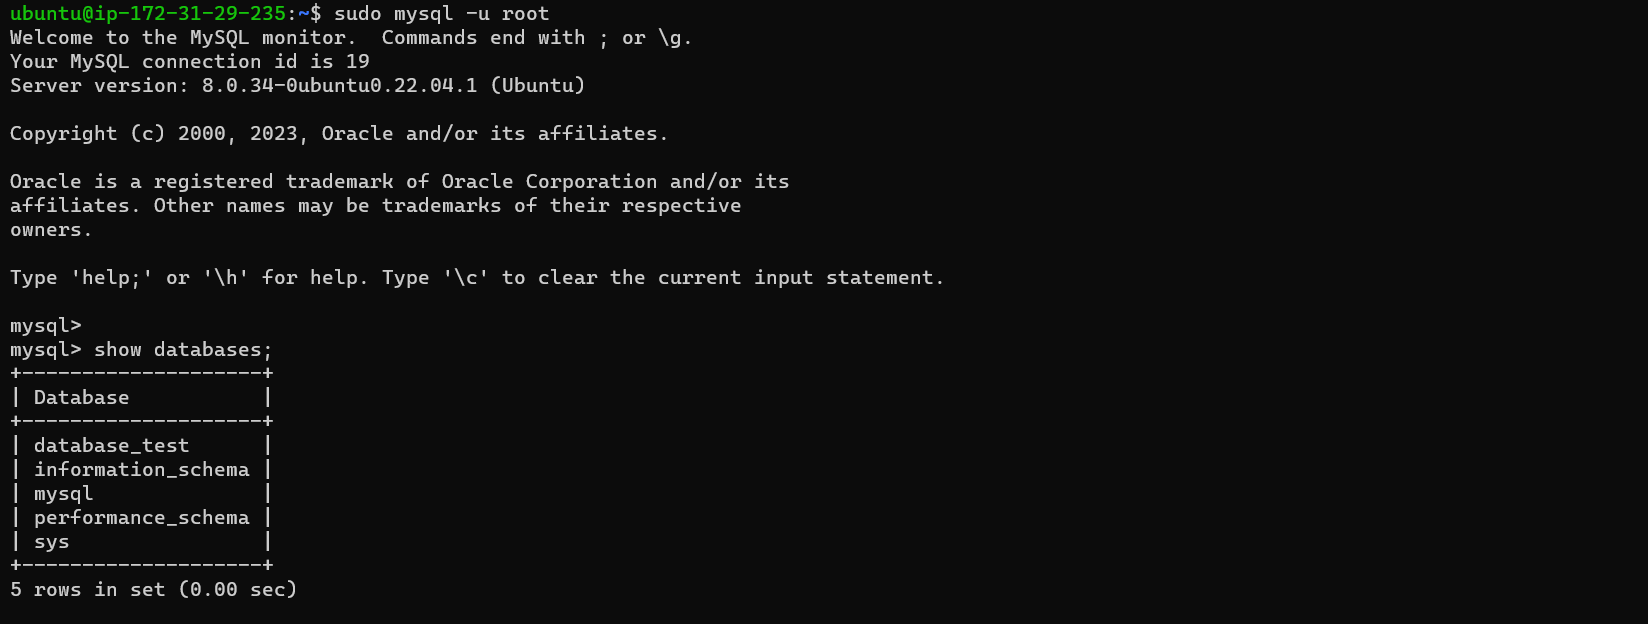 ubuntu@ip-172-31-29-235:~$ sudo mysql -u root
Welcome to the MySQL monitor.  Commands end with ; or \g.
Your MySQL connection id is 19
Server version: 8.0.34-0ubuntu0.22.04.1 (Ubuntu)

Copyright (c) 2000, 2023, Oracle and/or its affiliates.

Oracle is a registered trademark of Oracle Corporation and/or its
affiliates. Other names may be trademarks of their respective
owners.

Type 'help;' or '\h' for help. Type '\c' to clear the current input statement.

mysql>
mysql> show databases;
+--------------------+
| Database           |
+--------------------+
| database_test      |
| information_schema |
| mysql              |
| performance_schema |
| sys                |
+--------------------+
5 rows in set (0.00 sec)